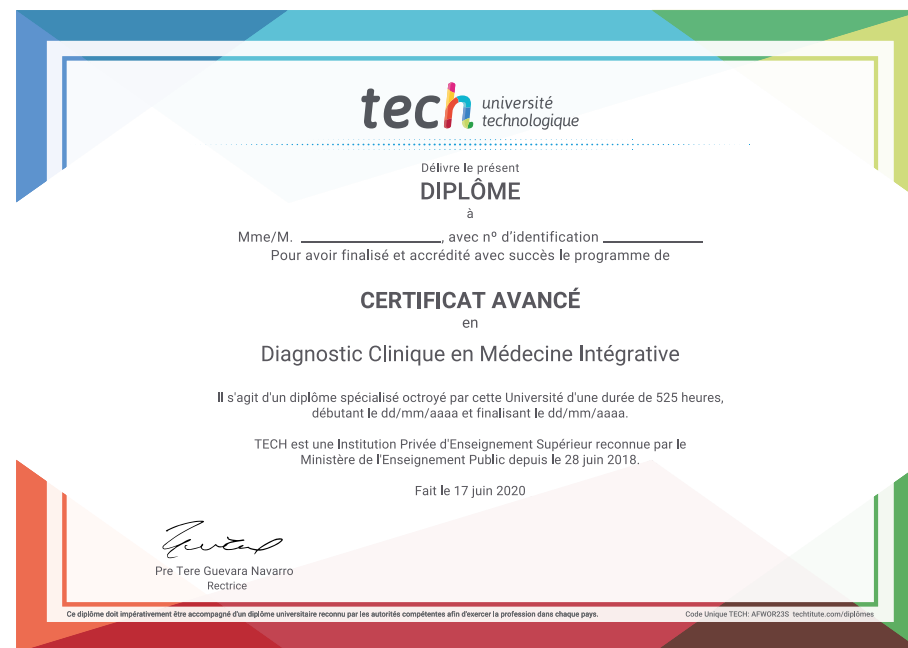 tech université
technologique
Délivre le présent
DIPLÔME
à
Mme/M. ____________________, avec nº d'identification ______________
Pour avoir finalisé et accrédité avec succès le programme de
CERTIFICAT AVANCÉ
en
Diagnostic Clinique en Médecine Intégrative
Il s'agit d'un diplôme spécialisé octroyé par cette Université d'une durée de 525 heures,
débutant le dd/mm/aaaa et finalisant le dd/mm/aaaa.
TECH est une Institution Privée d'Enseignement Supérieur reconnue par le
Ministère de l'Enseignement Public depuis le 28 juin 2018.
Fait le 17 juin 2020
Pre Tere Guevara Navarro
Rectrice
Ce diplôme doit impérativement être accompagné d'un diplôme universitaire reconnu par les autorités compétentes afin d'exercer la profession dans chaque pays.
Code Unique TECH: AFWOR23S techtitute.com/diplômes